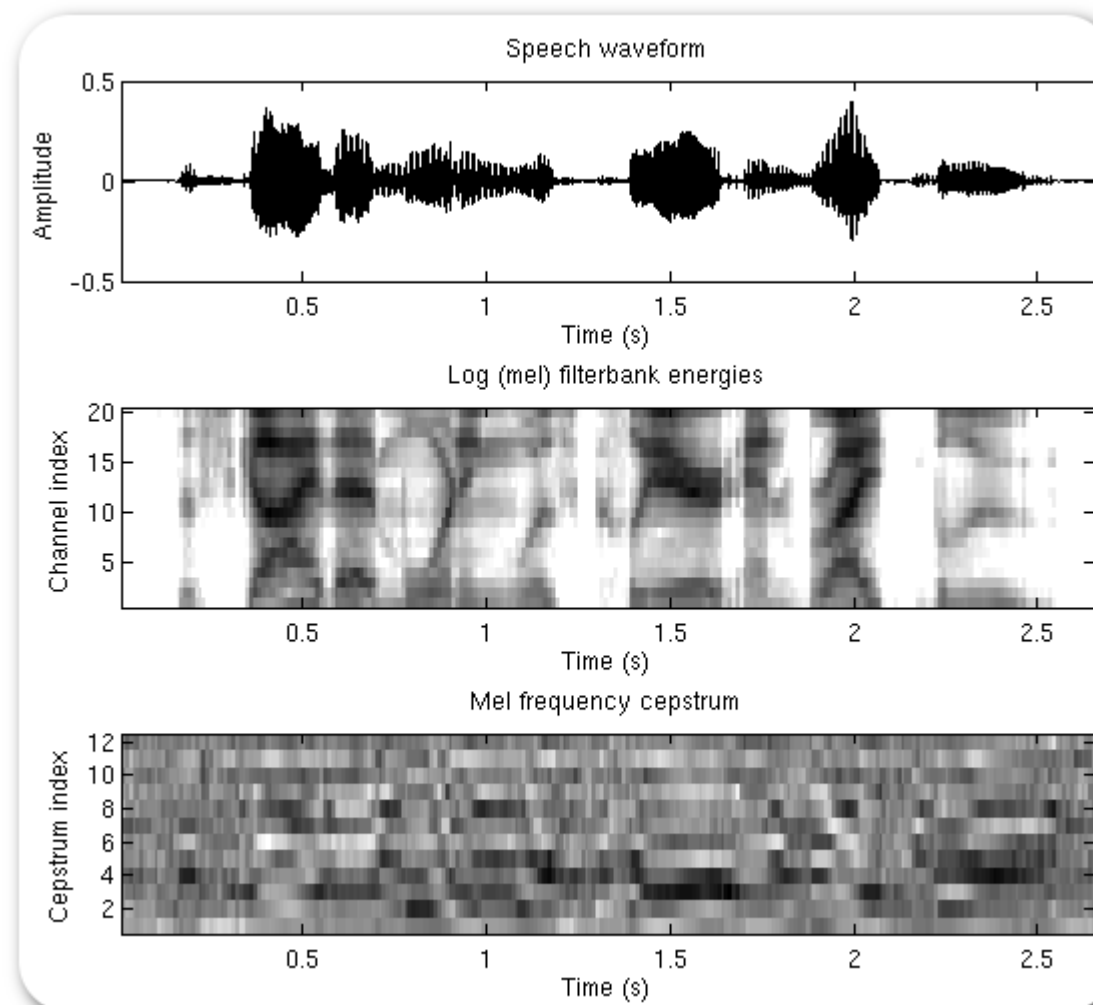 Speech waveform
0.5
0
-0.5
Amplitude
0.5 1 1.5 2 2.5
Time (s)
Log (mel) filterbank energies
20
15
10
5
Channel index
0.5 1 1.5 2 2.5
Time (s)
Mel frequency cepstrum
12
10
8
6
4
2
Cepstrum index
0.5 1 1.5 2 2.5
Time (s)